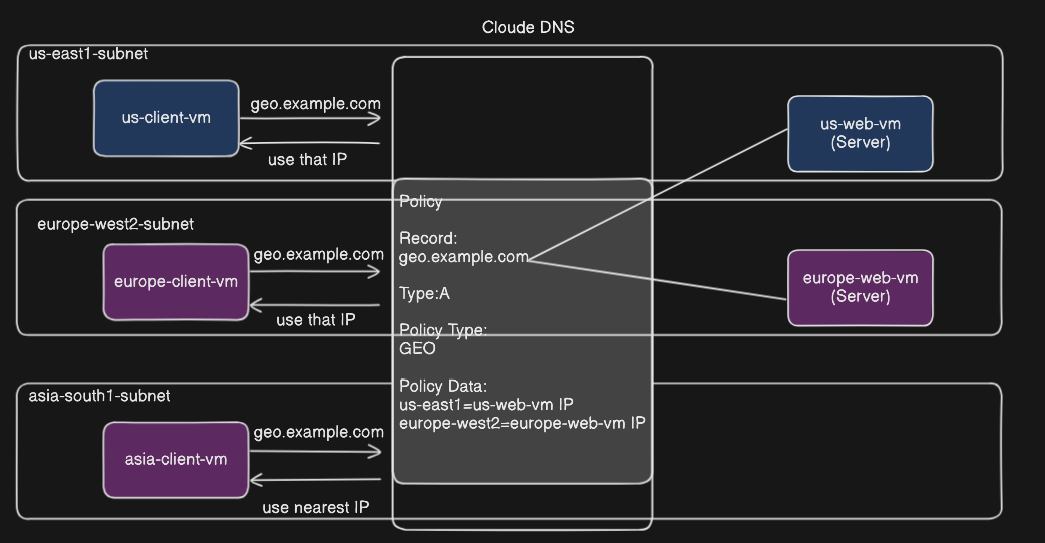 Cloude DNS
us-east1-subnet
us-client-vm
geo.example.com
use that IP
us-web-vm
(Server)
europe-west2-subnet
europe-client-vm
geo.example.com
use that IP
Policy
Record:
geo.example.com
Type:A
Policy Type:
GEO
Policy Data:
us-east1=us-web-vm IP
europe-west2=europe-web-vm IP
europe-web-vm
(Server)
asia-south1-subnet
asia-client-vm
geo.example.com
use nearest IP